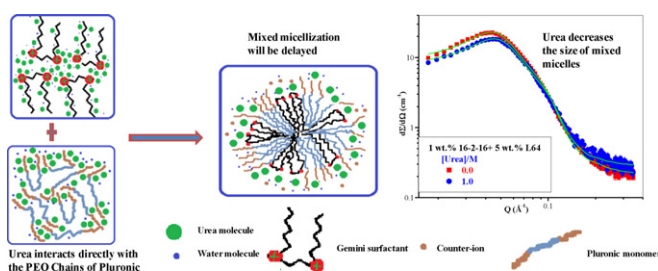 Mixed micellization
will be delayed
Urea interacts directly with
the PEO Chains of Pluronic
Urea molecule
Water molecule
Gemini surfactant
Counter-ion
Pluronic monomer
Urea decreases
the size of mixed
micelles
dΣ/dΩ (cm⁻¹)
10
1
0.1
1 wt.% 16-2-16+ 5 wt.% L64
[Urea]/M
0.0
1.0
0.1
Q (Å⁻¹)